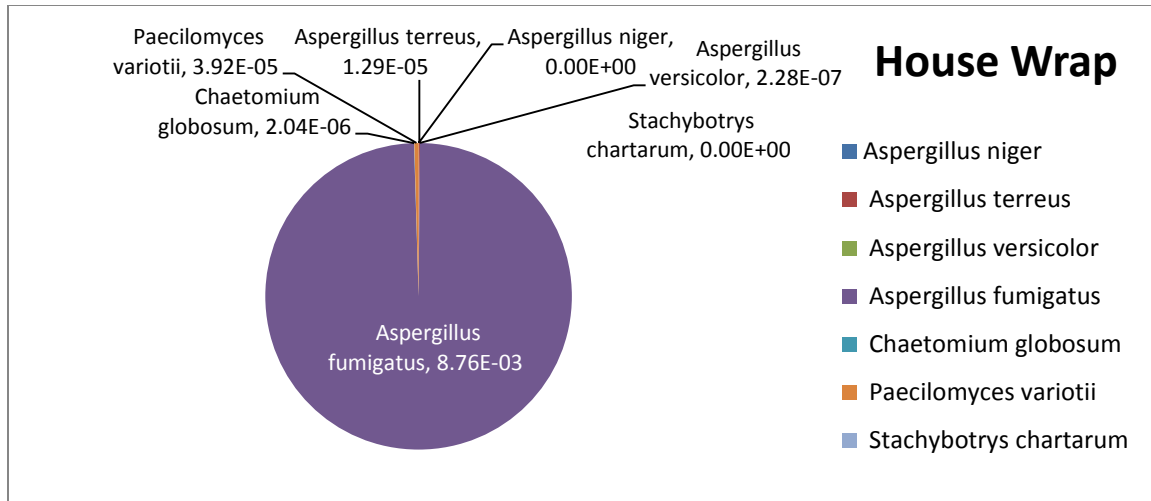 House Wrap
Paecilomyces
variotii, 3.92E-05
Aspergillus terreus,
1.29E-05
Aspergillus niger,
0.00E+00
Aspergillus
versicolor, 2.28E-07
Chaetomium
globosum, 2.04E-06
Stachybotrys
chartarum, 0.00E+00
Aspergillus
fumigatus, 8.76E-03
Aspergillus niger
Aspergillus terreus
Aspergillus versicolor
Aspergillus fumigatus
Chaetomium globosum
Paecilomyces variotii
Stachybotrys chartarum